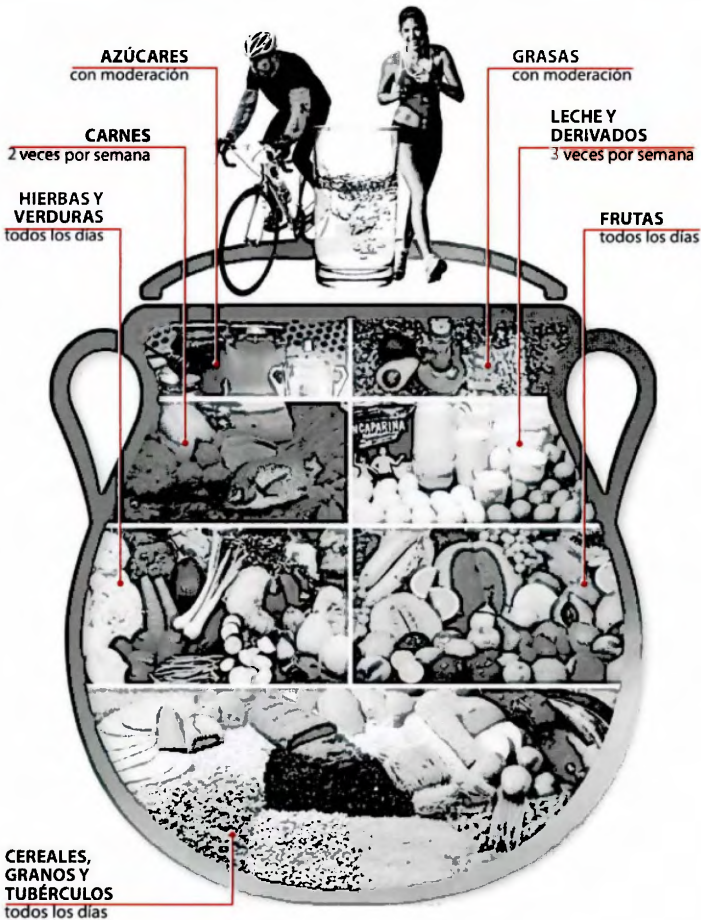 AZÚCARES
con moderación
GRASAS
con moderación
CARNES
2 veces por semana
LECHE Y
DERIVADOS
3 veces por semana
HIERBAS Y
VERDURAS
todos los días
FRUTAS
todos los días
NCAPARINA
CEREALES,
GRANOS Y
TUBÉRCULOS
todos los días